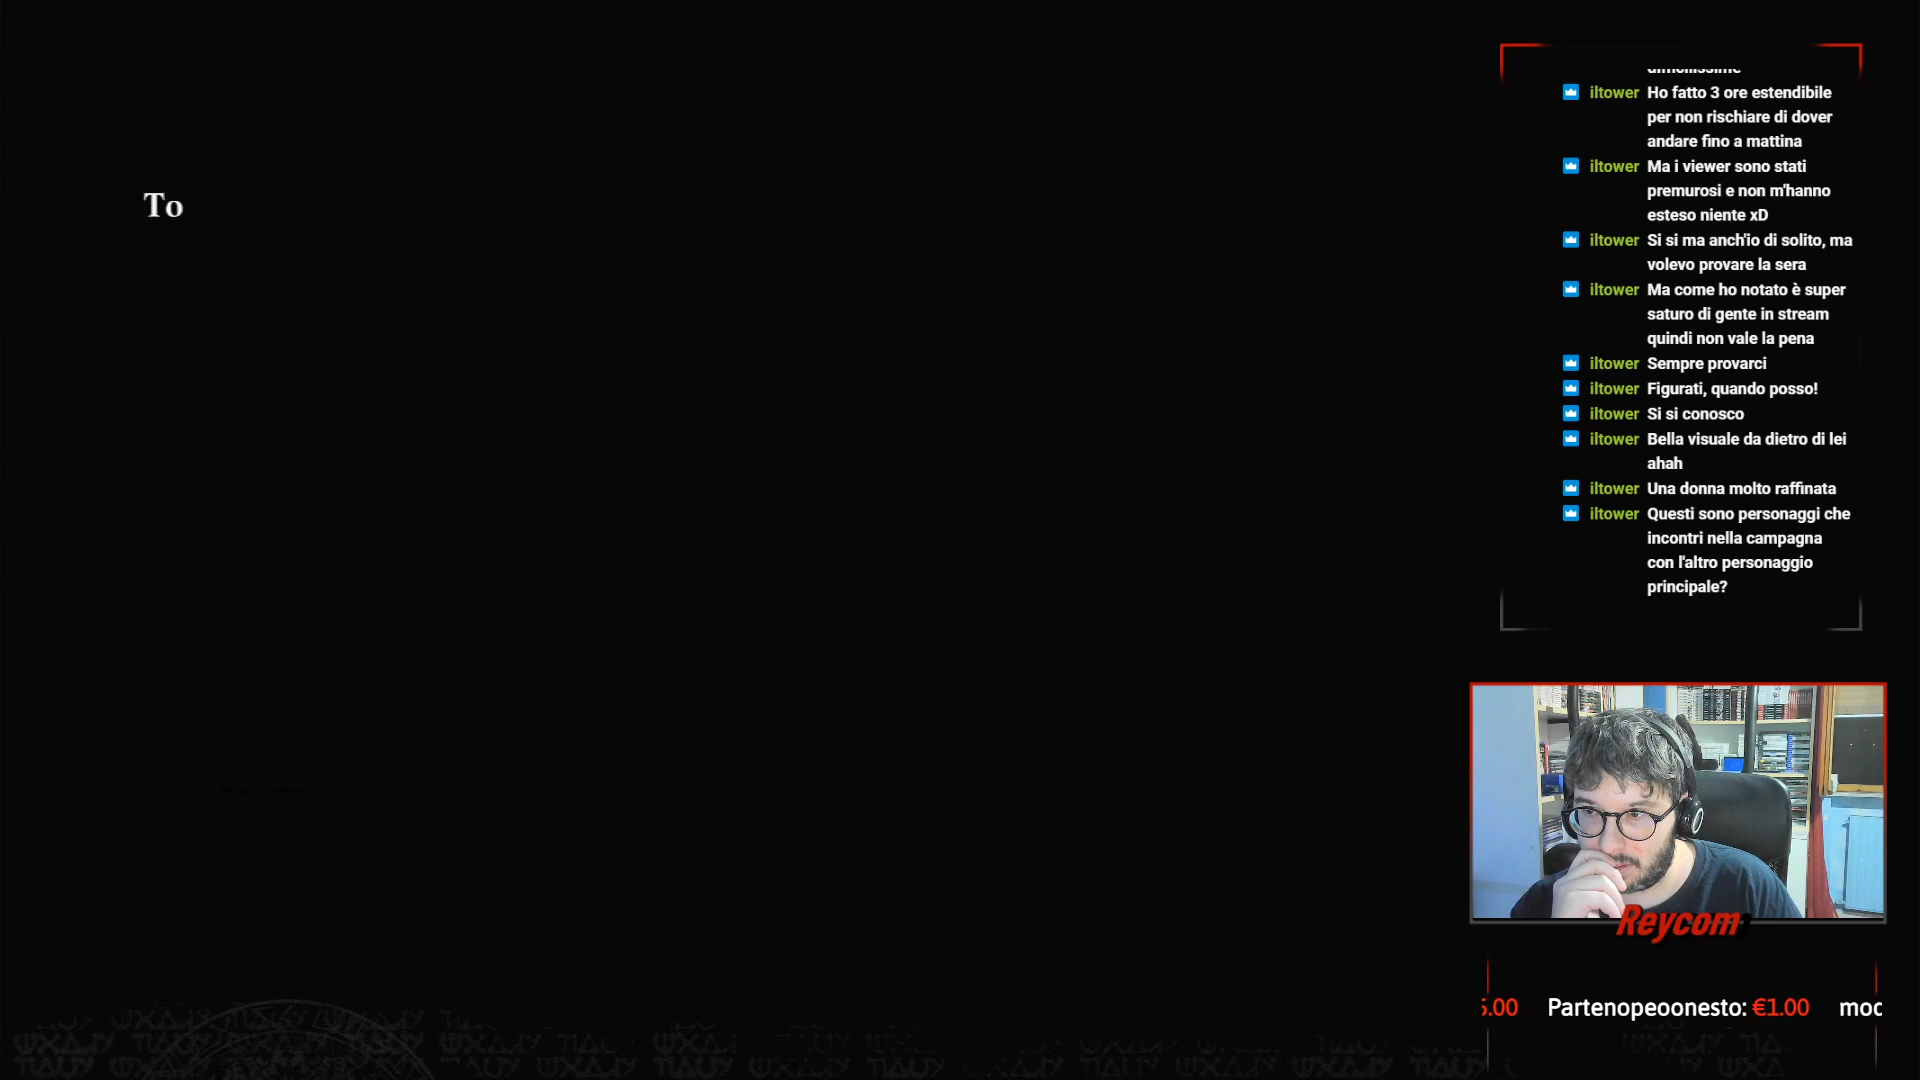 To
iltower Ho fatto 3 ore estendibile
per non rischiare di dover
andare fino a mattina
iltower Ma i viewer sono stati
premurosi e non m'hanno
esteso niente xD
iltower Si si ma anch'io di solito, ma
volevo provare la sera
iltower Ma come ho notato è super
saturo di gente in stream
quindi non vale la pena
iltower Sempre provarci
iltower Figurati, quando posso!
iltower Si si conosco
iltower Bella visuale da dietro di lei
ahah
iltower Una donna molto raffinata
iltower Questi sono personaggi che
incontri nella campagna
con l'altro personaggio
principale?
Reycom
5.00 Partenopeoonesto: €1.00 mod